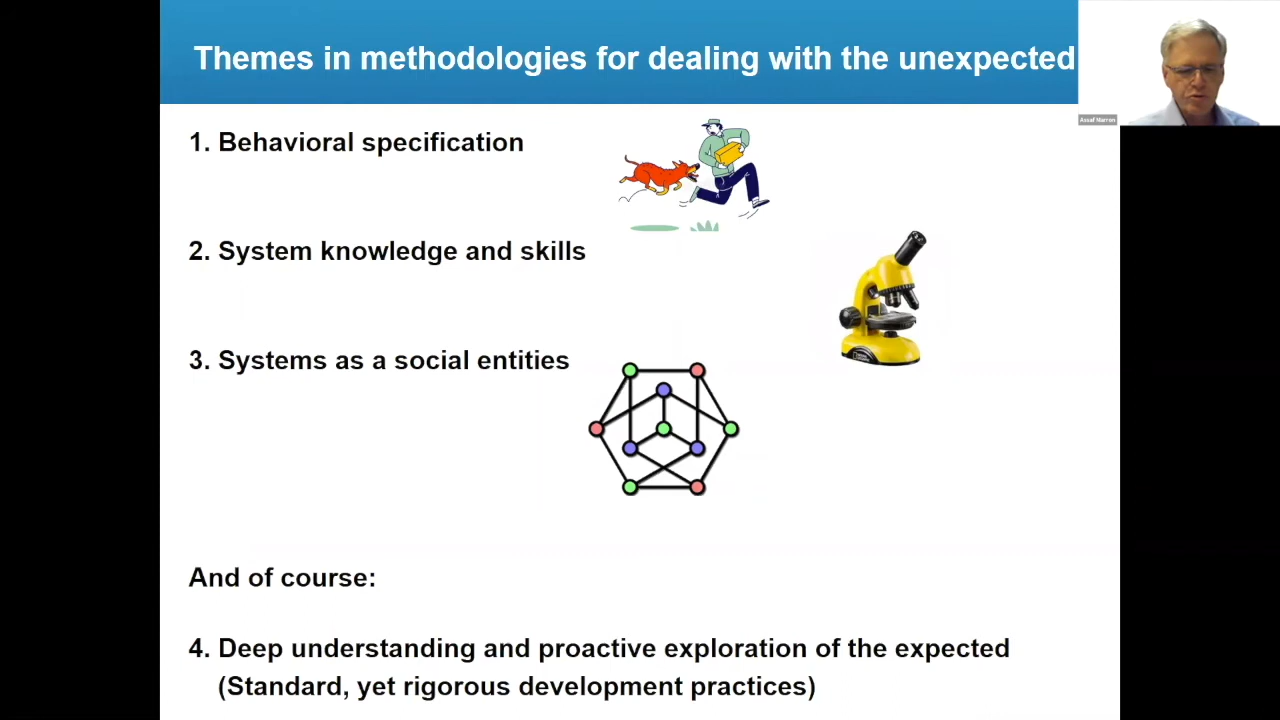 Themes in methodologies for dealing with the unexpected
Assaf Marron
1. Behavioral specification
2. System knowledge and skills
3. Systems as a social entities
And of course:
4. Deep understanding and proactive exploration of the expected
(Standard, yet rigorous development practices)